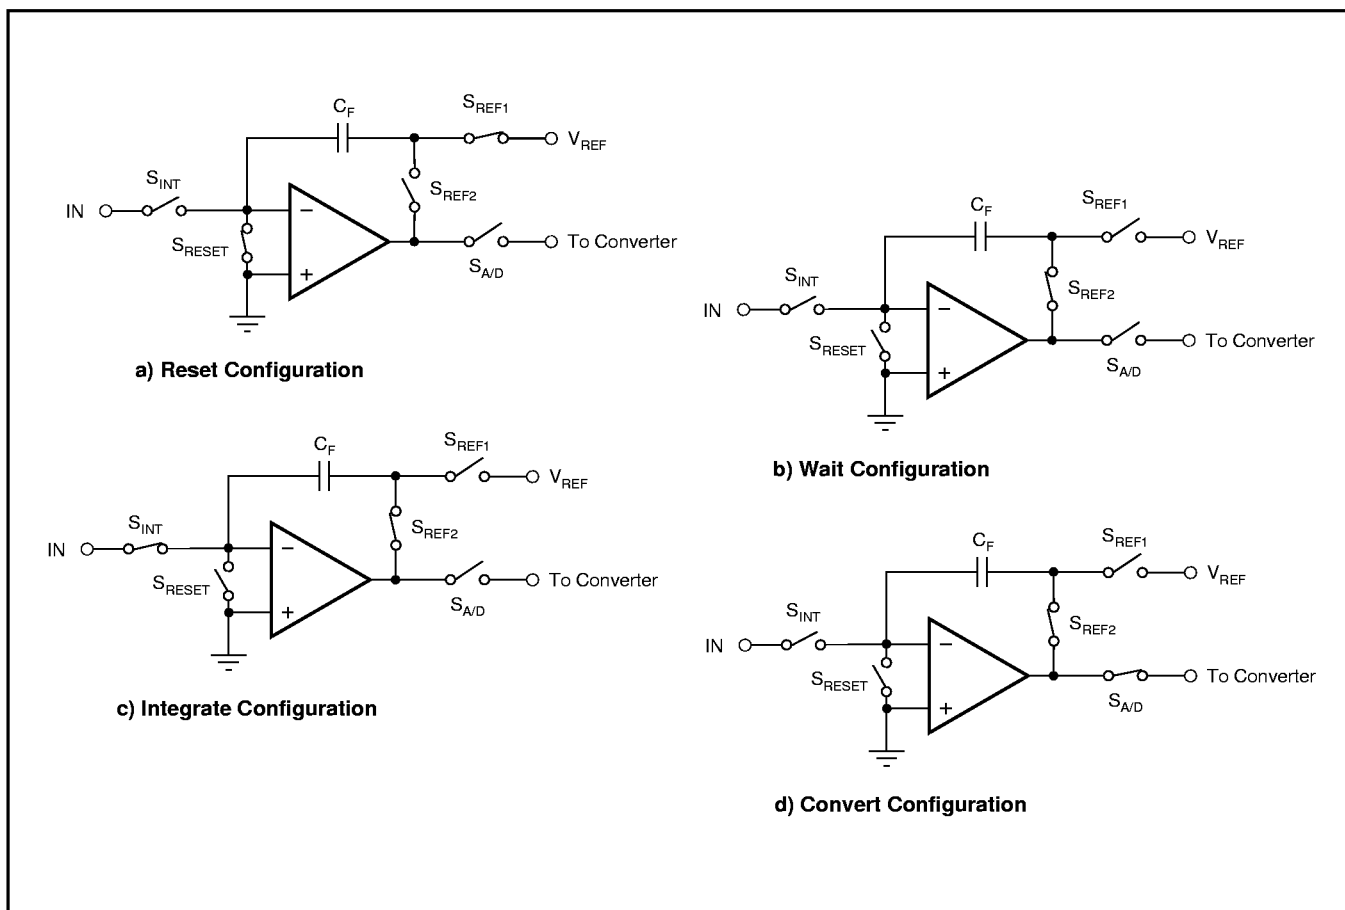 C_F
S_REF1
V_REF
S_INT
IN
S_REF2
S_RESET
−
+
S_A/D
To Converter
a) Reset Configuration
C_F
S_REF1
V_REF
S_INT
IN
S_REF2
S_RESET
−
+
S_A/D
To Converter
b) Wait Configuration
C_F
S_REF1
V_REF
S_INT
IN
S_REF2
S_RESET
−
+
S_A/D
To Converter
c) Integrate Configuration
C_F
S_REF1
V_REF
S_INT
IN
S_REF2
S_RESET
−
+
S_A/D
To Converter
d) Convert Configuration